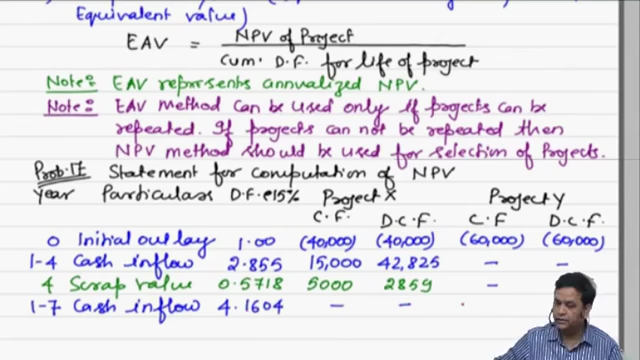 Equivalent value)
EAV = NPV of Project
Cum. D.F. for life of project
Note: EAV represents annualized NPV.
Note: EAV method can be used only if projects can be
repeated. If projects can not be repeated then
NPV method should be used for selection of Projects.
Prob. Statement for computation of NPV
year Particulars D.F.@15% Project X Project Y
C.F. D.C.F. C.F D.C.F.
0 Initial outlay 1.00 (40,000) (40,000) (60,000) (60,000)
1-4 Cash inflow 2.855 15,000 42,825 - -
4 Scrap value 0.5718 5000 2859 -
1-7 Cash inflow 4.1604 - -